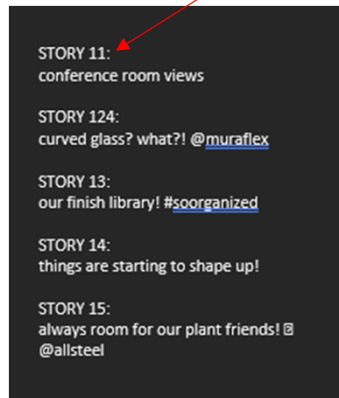 STORY 11:
conference room views
STORY 124:
curved glass? what?! @muraflex
STORY 13:
our finish library! #soorganized
STORY 14:
things are starting to shape up!
STORY 15:
always room for our plant friends! 
@allsteel